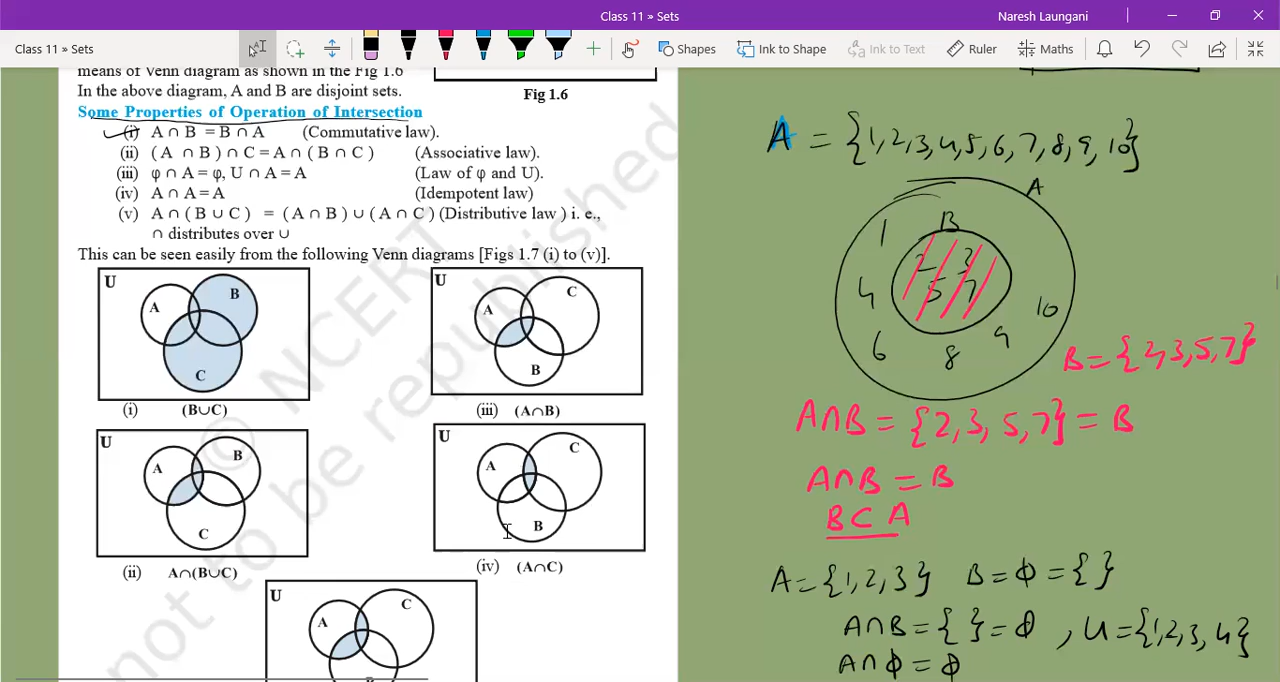 Class 11 » Sets
Naresh Laungani
Class 11 » Sets
Shapes
Ink to Shape
Ink to Text
Ruler
Maths
means of Venn diagram as shown in the Fig 1.6
In the above diagram, A and B are disjoint sets.
Fig 1.6
Some Properties of Operation of Intersection
(i) A ∩ B = B ∩ A (Commutative law).
(ii) ( A ∩ B ) ∩ C = A ∩ ( B ∩ C ) (Associative law).
(iii) φ ∩ A = φ, U ∩ A = A (Law of φ and U).
(iv) A ∩ A = A (Idempotent law)
(v) A ∩ ( B ∪ C ) = ( A ∩ B ) ∪ ( A ∩ C ) (Distributive law ) i. e.,
∩ distributes over ∪
This can be seen easily from the following Venn diagrams [Figs 1.7 (i) to (v)].
U
A
B
C
(i) (B∪C)
U
A
C
B
(iii) (A∩B)
U
A
B
C
(ii) A∩(B∪C)
U
A
C
B
(iv) (A∩C)
U
A
C
© NCERT
not to be republished
A = {1,2,3,4,5,6,7,8,9,10}
A
B
1
2 3
4
5 7
10
6
8
9
B = {2,3,5,7}
A∩B = {2,3,5,7} = B
A∩B = B
B ⊂ A
A = {1,2,3} B = Φ = { }
A∩B = { } = Φ , U = {1,2,3,4}
A∩Φ = Φ